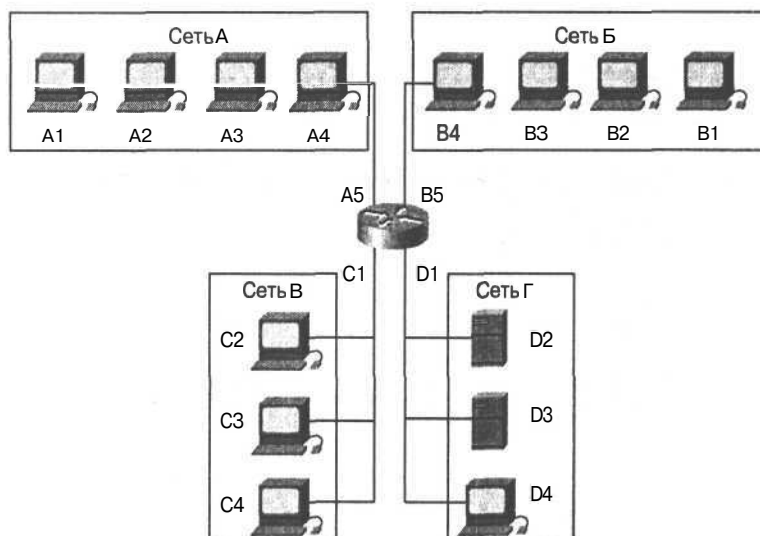 Сеть А
Сеть Б
A1 A2 A3 A4
B4 B3 B2 B1
A5 B5
C1 D1
Сеть В
Сеть Г
C2
D2
C3
D3
C4
D4